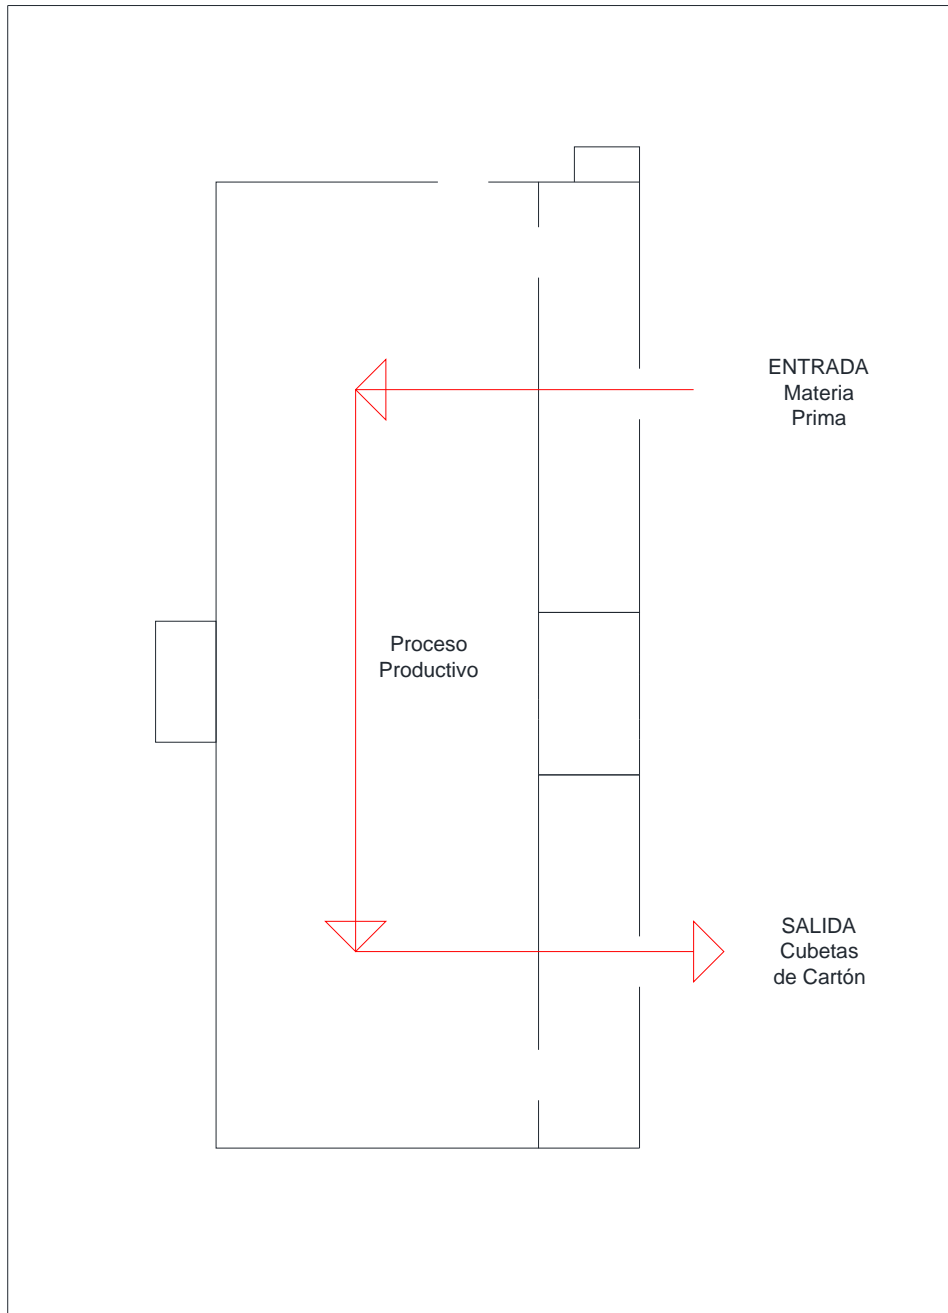 ENTRADA
Materia
Prima
Proceso
Productivo
SALIDA
Cubetas
de Cartón